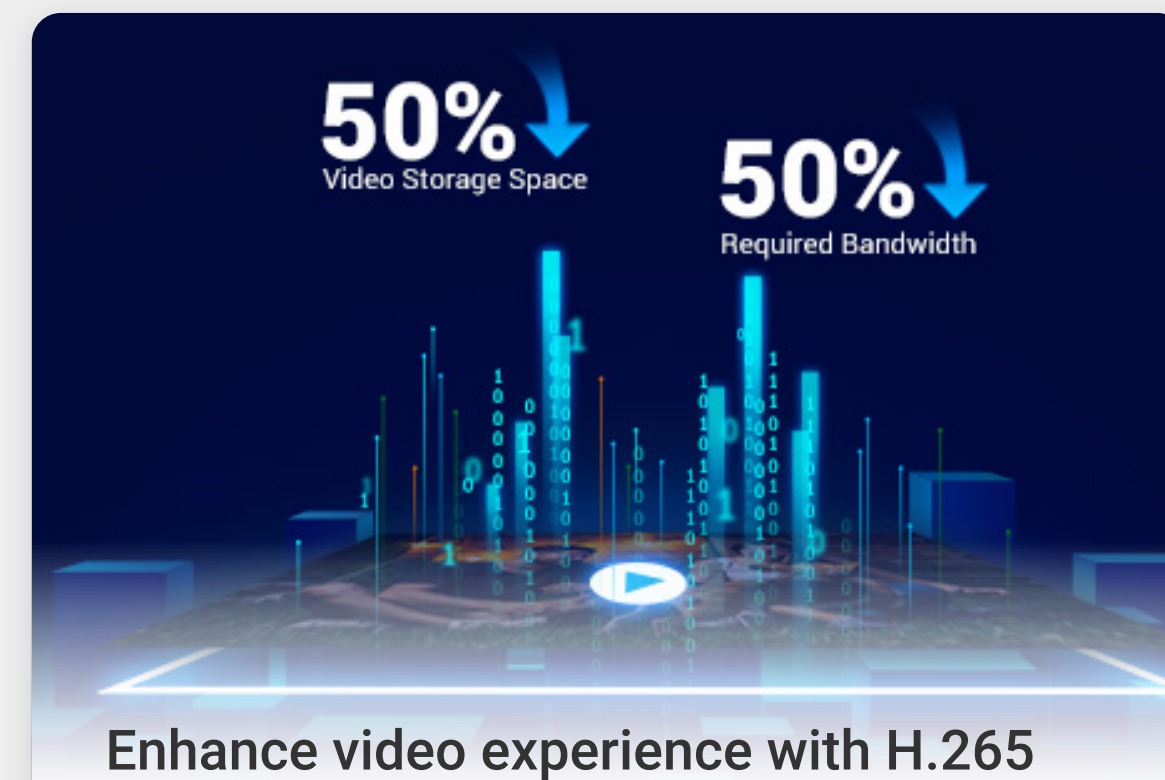 50%
Video Storage Space
50%
Required Bandwidth
Enhance video experience with H.265